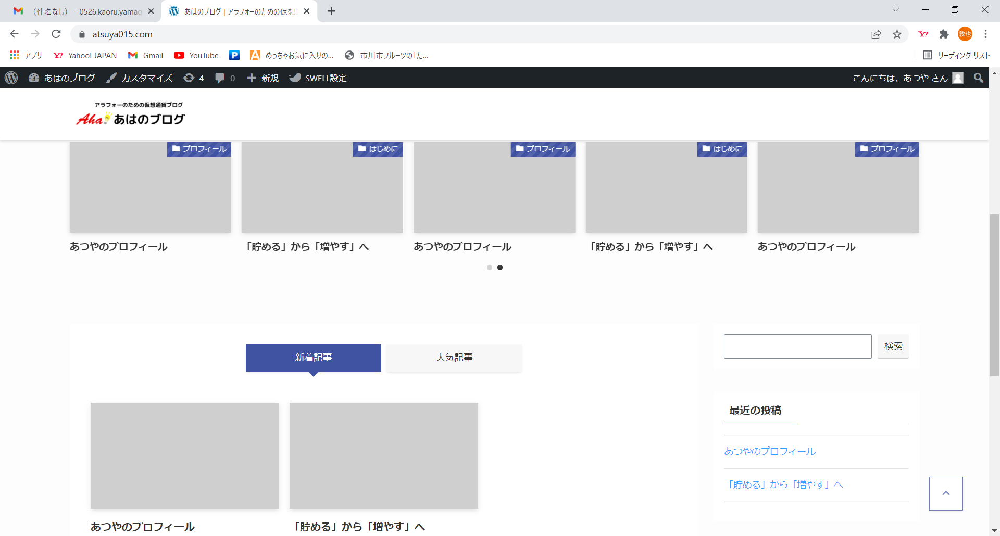 （件名なし） - 0526.kaoru.yamag
あはのブログ | アラフォーのための仮想
atsuya015.com
敦也
アプリ
Y! Yahoo! JAPAN
Gmail
YouTube
P
A めっちゃお気に入りの...
市川市フルーツの｢た...
リーディング リスト
あはのブログ
カスタマイズ
4
0
新規
SWELL設定
こんにちは、あつや さん
アラフォーのための仮想通貨ブログ
Aha! あはのブログ
プロフィール
はじめに
プロフィール
はじめに
プロフィール
あつやのプロフィール
「貯める」から「増やす」へ
あつやのプロフィール
「貯める」から「増やす」へ
あつやのプロフィール
新着記事
人気記事
検索
最近の投稿
あつやのプロフィール
「貯める」から「増やす」へ
あつやのプロフィール
「貯める」から「増やす」へ